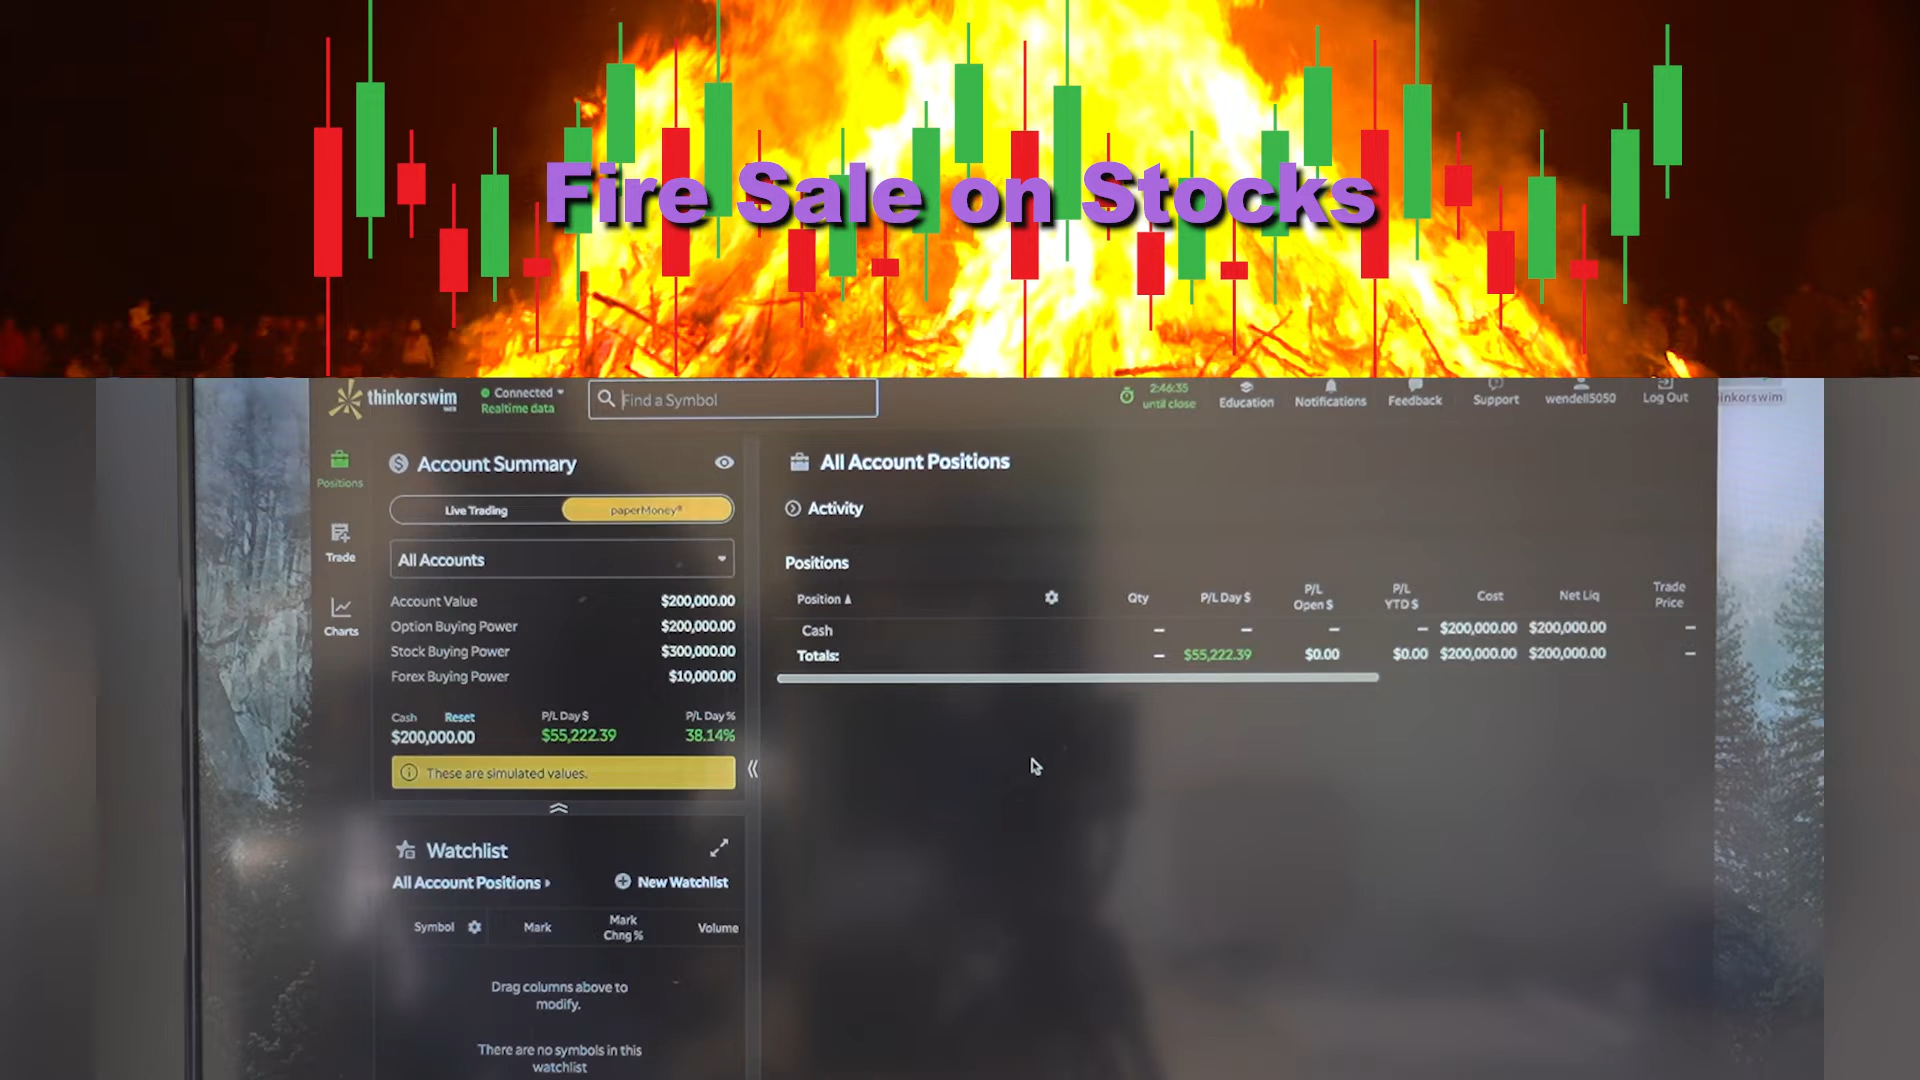 Fire Sale on Stocks
thinkorswim
Connected
Realtime data
Find a Symbol
2:46:35
until close
Education
Notifications
Feedback
Support
wendell5050
Log Out
inkorswim
Positions
Trade
Charts
Account Summary
Live Trading
paperMoney®
All Accounts
Account Value $200,000.00
Option Buying Power $200,000.00
Stock Buying Power $300,000.00
Forex Buying Power $10,000.00
Cash Reset P/L Day $ P/L Day %
$200,000.00 $55,222.39 38.14%
These are simulated values.
Watchlist
All Account Positions
New Watchlist
Symbol Mark Mark Chng % Volume
Drag columns above to
modify.
There are no symbols in this
watchlist
All Account Positions
Activity
Positions
Position Qty P/L Day $ P/L Open $ P/L YTD $ Cost Net Liq Trade Price
Cash – – – – $200,000.00 $200,000.00 –
Totals: – $55,222.39 $0.00 $0.00 $200,000.00 $200,000.00 –